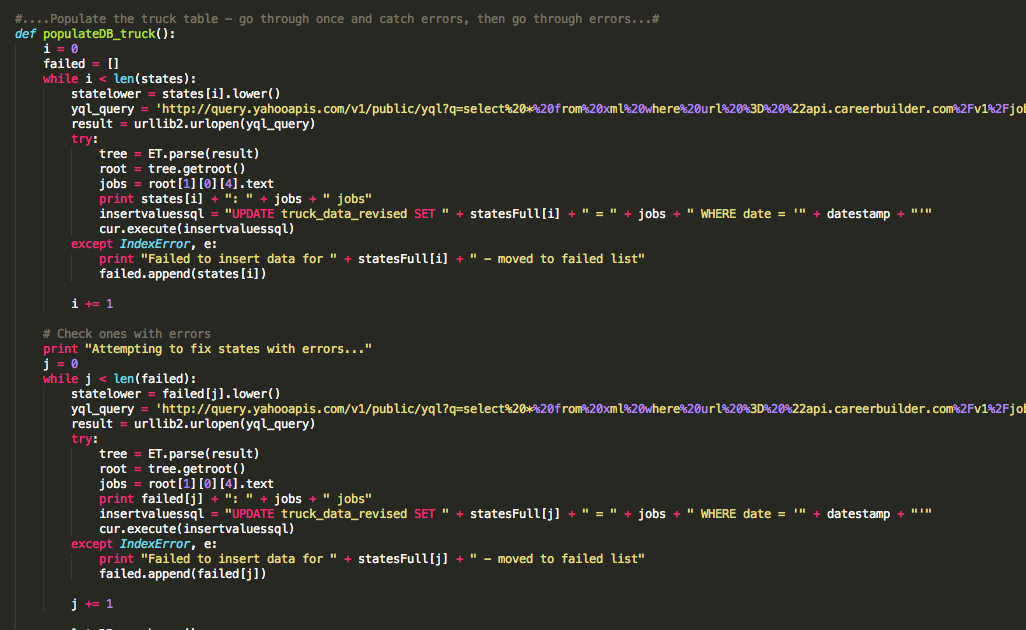 #....Populate the truck table - go through once and catch errors, then go through errors...#
def populateDB_truck():
    i = 0
    failed = []
    while i < len(states):
        statelower = states[i].lower()
        yql_query = 'http://query.yahooapis.com/v1/public/yql?q=select%20*%20from%20xml%20where%20url%20%3D%20%22api.careerbuilder.com%2Fv1%2Fjob
        result = urllib2.urlopen(yql_query)
        try:
            tree = ET.parse(result)
            root = tree.getroot()
            jobs = root[1][0][4].text
            print states[i] + ": " + jobs + " jobs"
            insertvaluessql = "UPDATE truck_data_revised SET " + statesFull[i] + " = " + jobs + " WHERE date = '" + datestamp + "'"
            cur.execute(insertvaluessql)
        except IndexError, e:
            print "Failed to insert data for " + statesFull[i] + " - moved to failed list"
            failed.append(states[i])

        i += 1

    # Check ones with errors
    print "Attempting to fix states with errors..."
    j = 0
    while j < len(failed):
        statelower = failed[j].lower()
        yql_query = 'http://query.yahooapis.com/v1/public/yql?q=select%20*%20from%20xml%20where%20url%20%3D%20%22api.careerbuilder.com%2Fv1%2Fjob
        result = urllib2.urlopen(yql_query)
        try:
            tree = ET.parse(result)
            root = tree.getroot()
            jobs = root[1][0][4].text
            print failed[j] + ": " + jobs + " jobs"
            insertvaluessql = "UPDATE truck_data_revised SET " + statesFull[j] + " = " + jobs + " WHERE date = '" + datestamp + "'"
            cur.execute(insertvaluessql)
        except IndexError, e:
            print "Failed to insert data for " + statesFull[j] + " - moved to failed list"
            failed.append(failed[j])

        j += 1